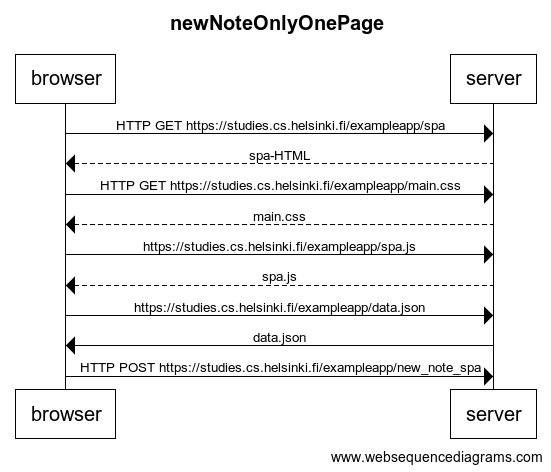 newNoteOnlyOnePage
browser server
HTTP GET https://studies.cs.helsinki.fi/exampleapp/spa
spa-HTML
HTTP GET https://studies.cs.helsinki.fi/exampleapp/main.css
main.css
https://studies.cs.helsinki.fi/exampleapp/spa.js
spa.js
https://studies.cs.helsinki.fi/exampleapp/data.json
data.json
HTTP POST https://studies.cs.helsinki.fi/exampleapp/new_note_spa
browser server
www.websequencediagrams.com